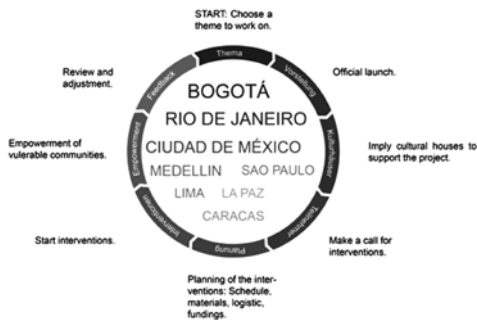 START: Choose a
theme to work on.
Thema
Vorstellung
Official launch.
Kulturhäuser
Imply cultural houses to
support the project.
Teilnehmer
Make a call for
interventions.
Planung
Planning of the inter-
ventions: Schedule,
materials, logistic,
fundings.
Interventionen
Start interventions.
Empowerment
Empowerment of
vulerable communities.
Feedback
Review and
adjustment.
BOGOTÁ
RIO DE JANEIRO
CIUDAD DE MÉXICO
MEDELLIN SAO PAULO
LIMA LA PAZ
CARACAS